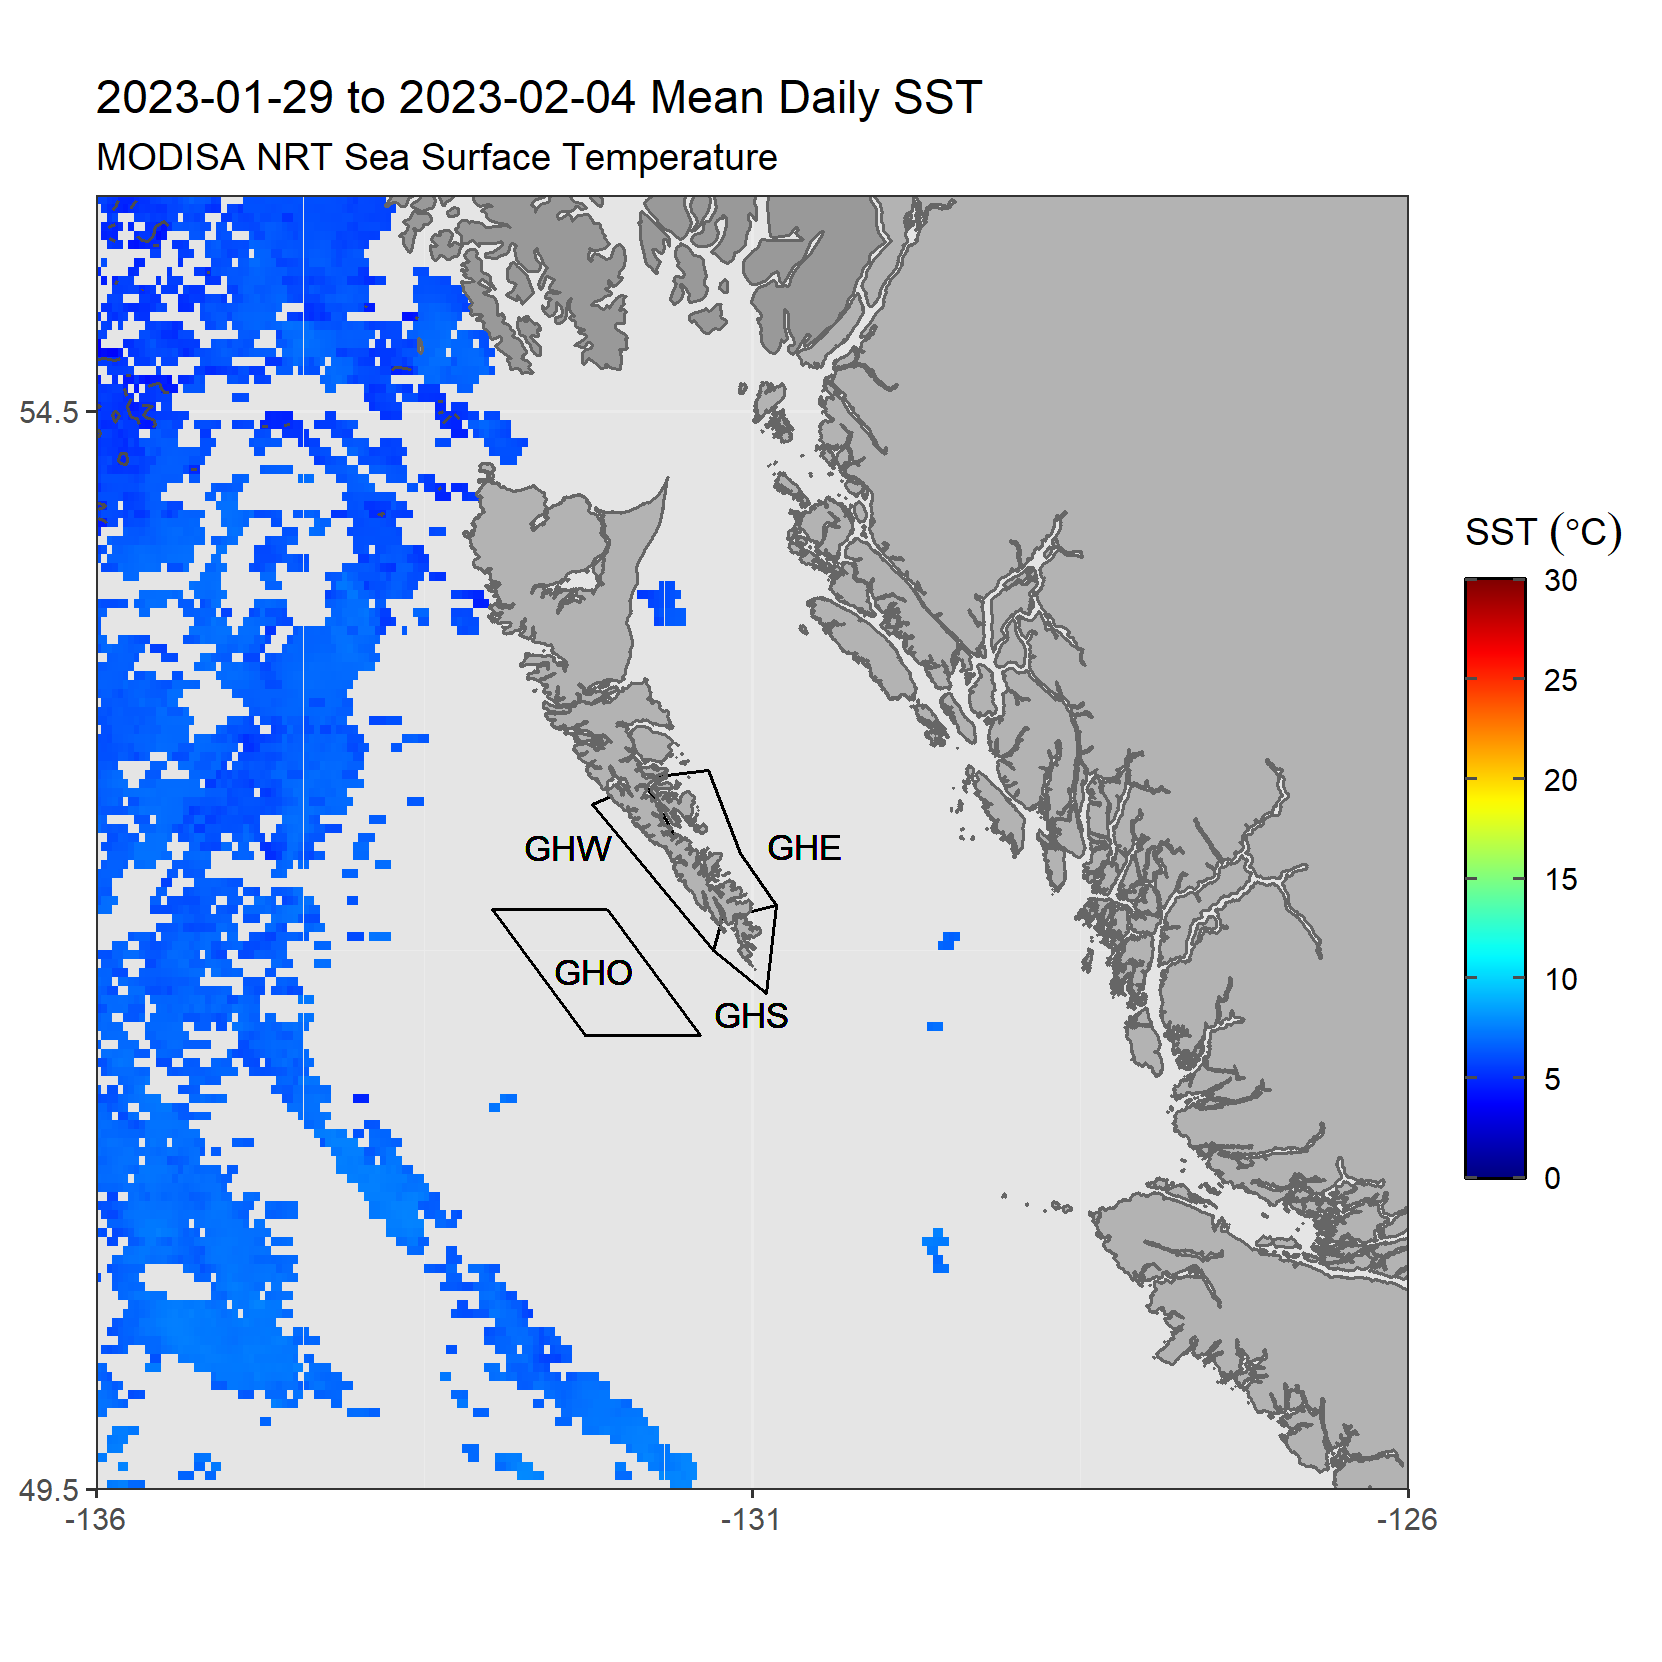 2023-01-29 to 2023-02-04 Mean Daily SST
MODISA NRT Sea Surface Temperature
54.5
49.5
-136
-131
-126
GHW
GHE
GHO
GHS
SST (°C)
30
25
20
15
10
5
0